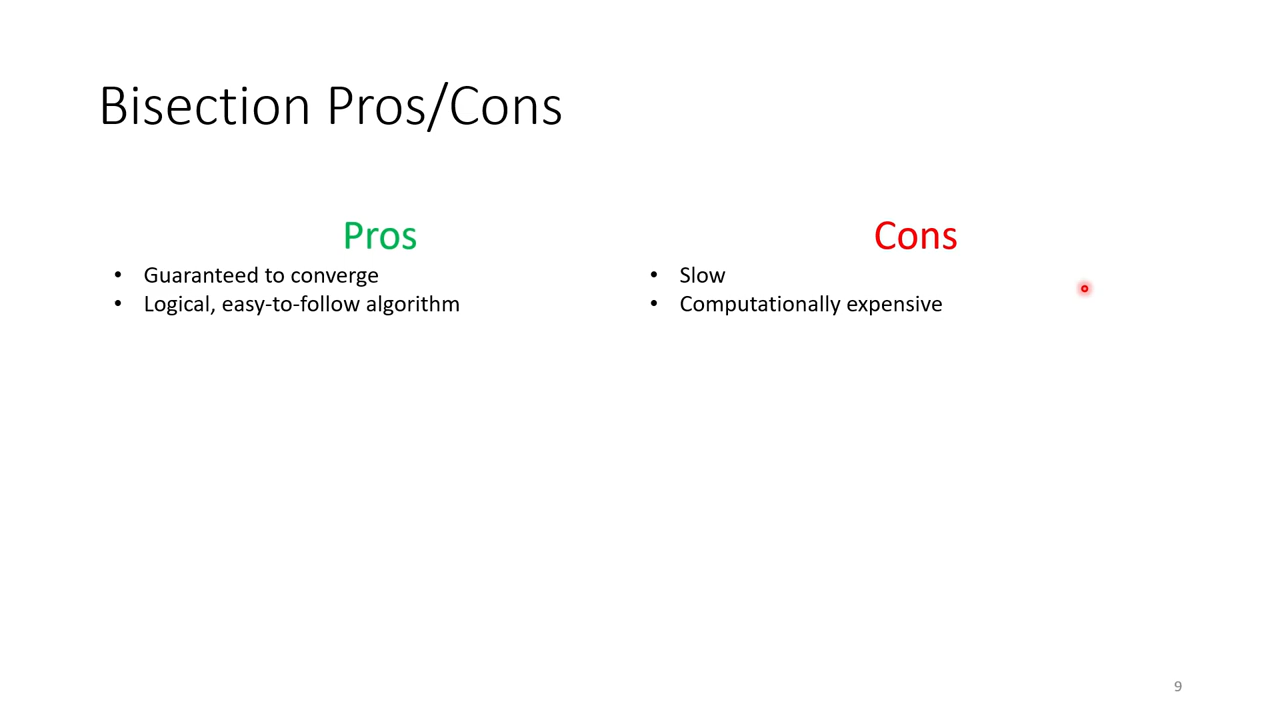 Bisection Pros/Cons
Pros
• Guaranteed to converge
• Logical, easy-to-follow algorithm
Cons
• Slow
• Computationally expensive
9